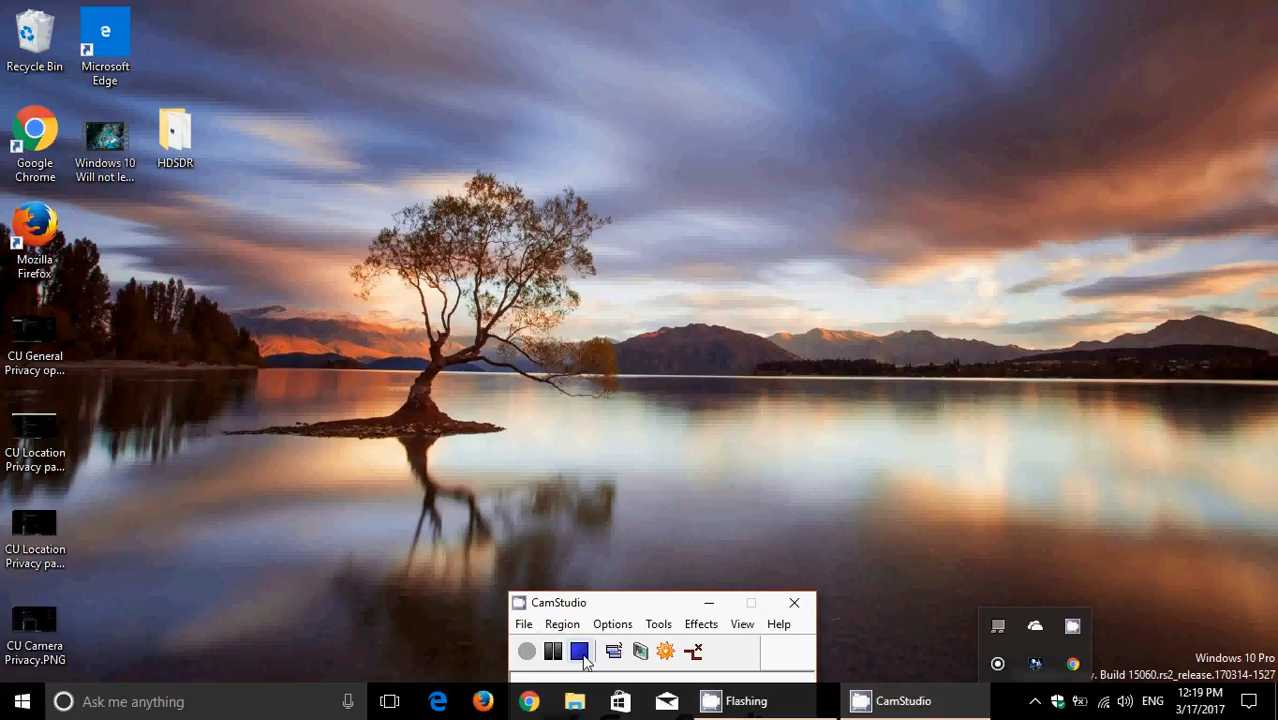 Recycle Bin
Microsoft
Edge
Google
Chrome
Windows 10
Will not le...
HDSDR
Mozilla
Firefox
CU General
Privacy op...
CU Location
Privacy pa...
CU Location
Privacy pa...
CU Camera
Privacy.PNG
CamStudio
File Region Options Tools Effects View Help
Windows 10 Pro
. Build 15060.rs2_release.170314-1527
Ask me anything
Flashing
CamStudio
ENG
12:19 PM
3/17/2017